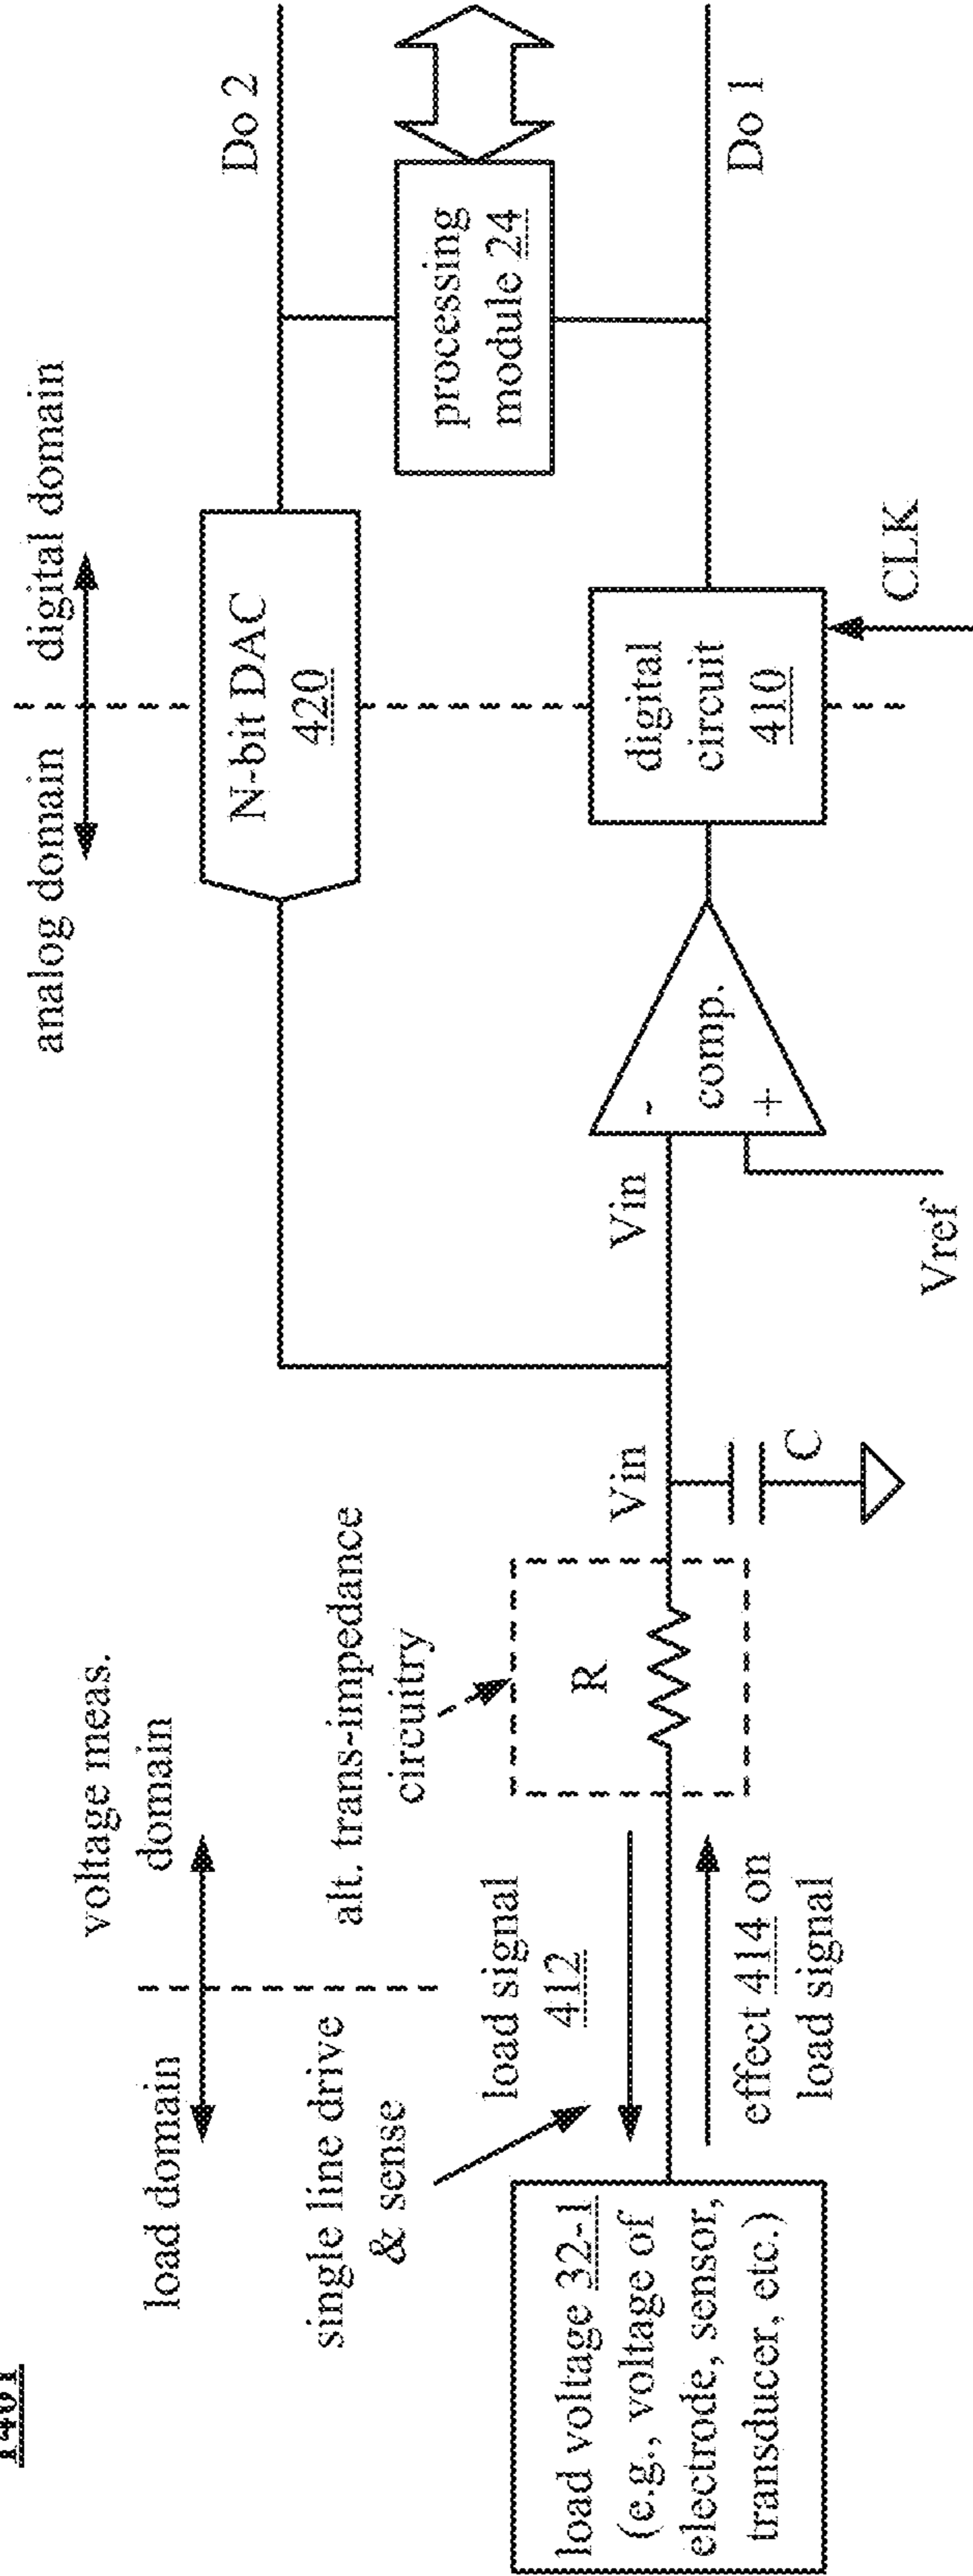 voltage meas.
load domain
domain
analog domain
digital domain
single line drive
& sense
alt. trans-impedance
circuitry
N-bit DAC
420
Do 2
load signal
412
R
Vin
Vin
processing
module 24
load voltage 32-1
(e.g., voltage of
electrode, sensor,
transducer, etc.)
effect 414 on
load signal
C
-
comp.
+
Vref
digital
circuit
410
CLK
Do 1